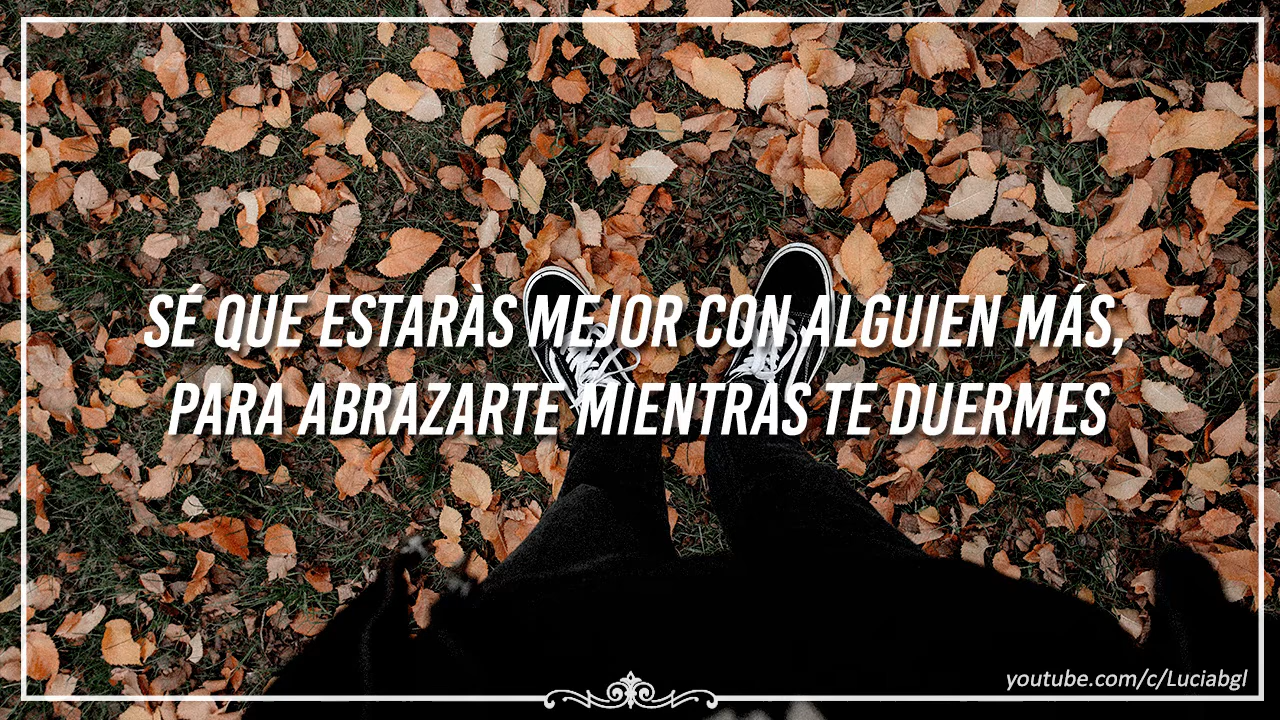 SÉ QUE ESTARÀS MEJOR CON ALGUIEN MÁS,
PARA ABRAZARTE MIENTRAS TE DUERMES
youtube.com/c/Luciabgl